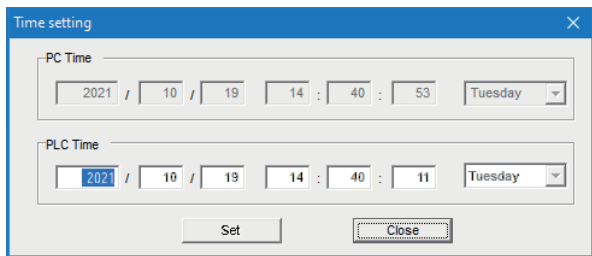 Time setting
PC Time
2021 / 10 / 19 14 : 40 : 53 Tuesday
PLC Time
2021 / 10 / 19 14 : 40 : 11 Tuesday
Set Close